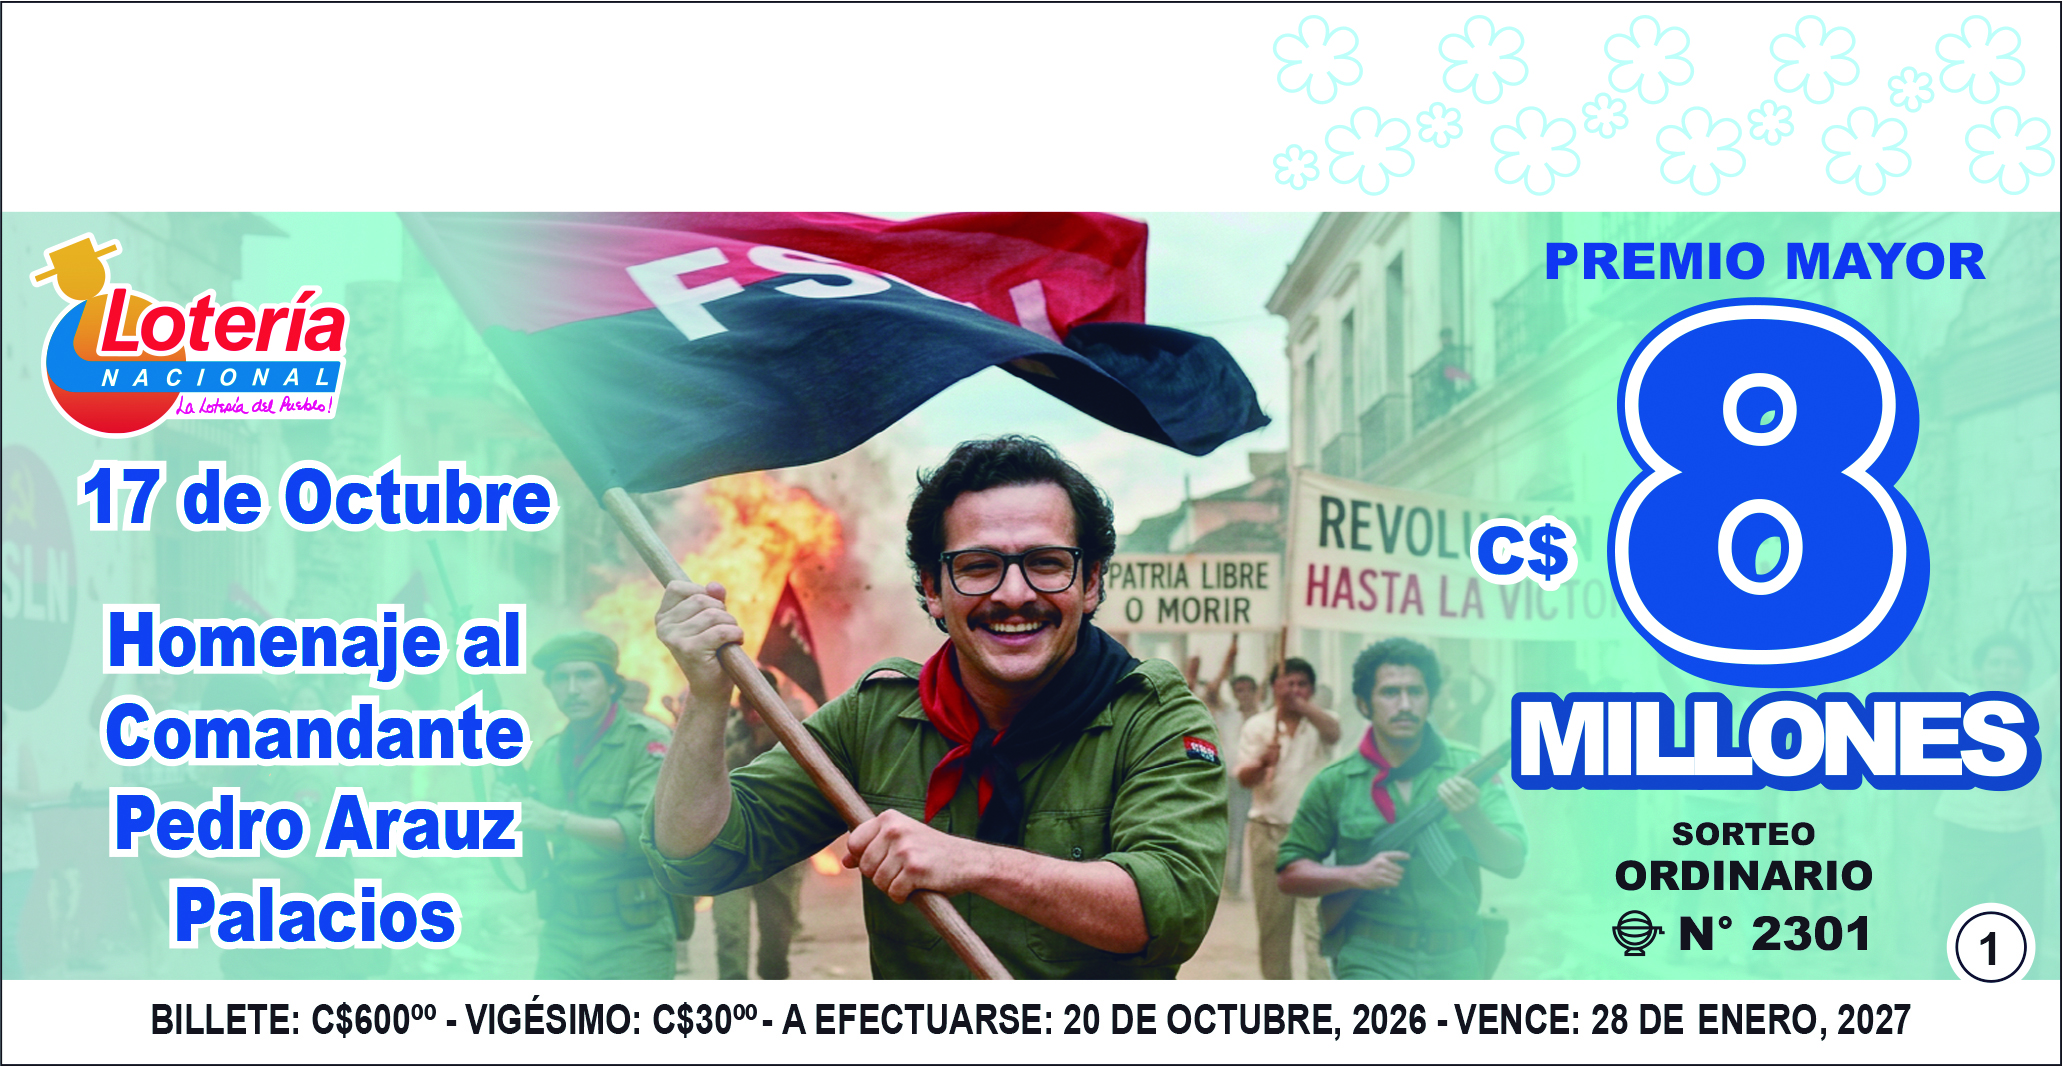 Lotería
NACIONAL
La Lotería del Pueblo!
17 de Octubre
Homenaje al
Comandante
Pedro Arauz
Palacios
SLN
PATRIA LIBRE
O MORIR
HASTA LA
PREMIO MAYOR
C$ 8
MILLONES
SORTEO
ORDINARIO
N° 2301
1
BILLETE: C$600⁰⁰ - VIGÉSIMO: C$30⁰⁰ - A EFECTUARSE: 20 DE OCTUBRE, 2026 - VENCE: 28 DE ENERO, 2027